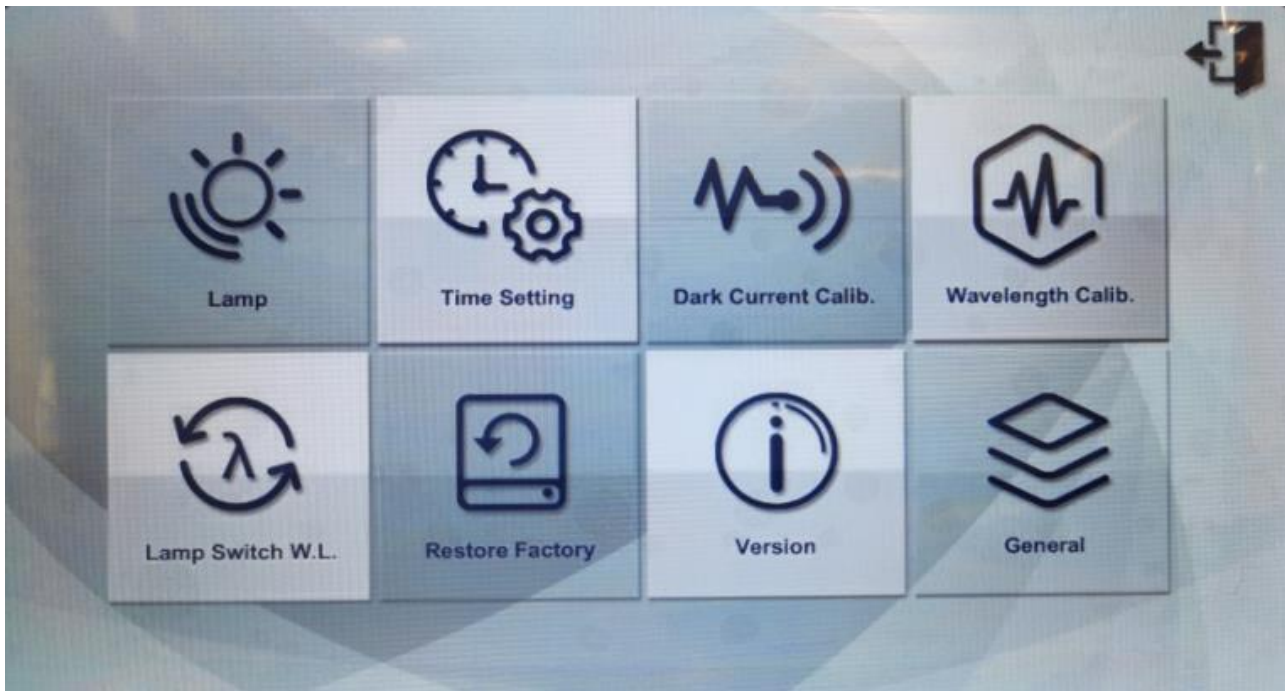 Lamp
Time Setting
Dark Current Calib.
Wavelength Calib.
λ
Lamp Switch W.L.
Restore Factory
Version
General